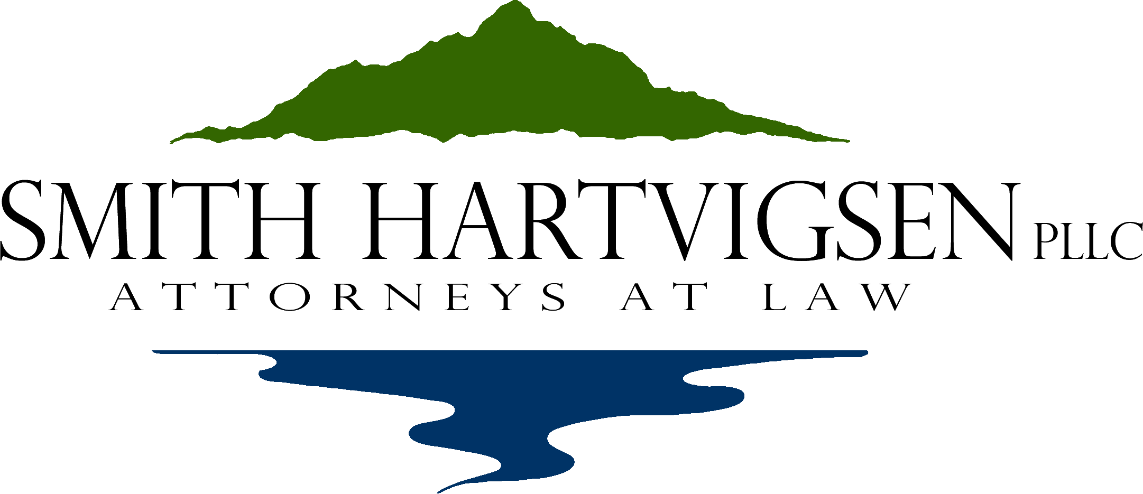 SMITH HARTVIGSEN PLLC
ATTORNEYS AT LAW